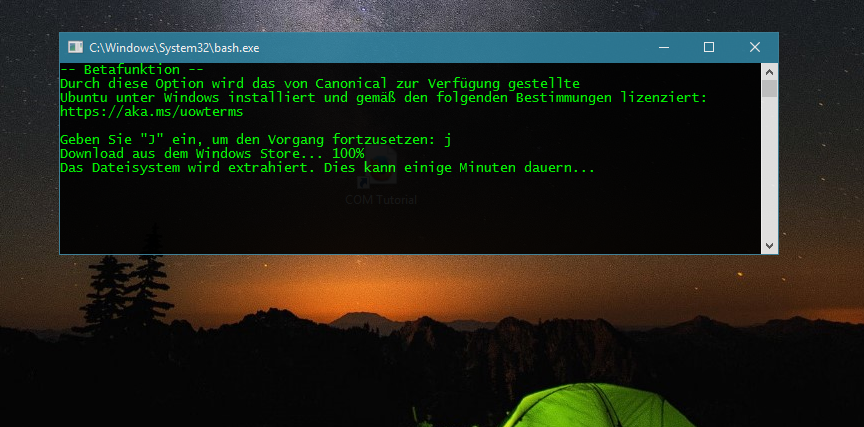 C:\Windows\System32\bash.exe
-- Betafunktion --
Durch diese Option wird das von Canonical zur Verfügung gestellte
Ubuntu unter Windows installiert und gemäß den folgenden Bestimmungen lizenziert:
https://aka.ms/uowterms
Geben Sie "J" ein, um den Vorgang fortzusetzen: j
Download aus dem Windows Store... 100%
Das Dateisystem wird extrahiert. Dies kann einige Minuten dauern...
COM Tutorial